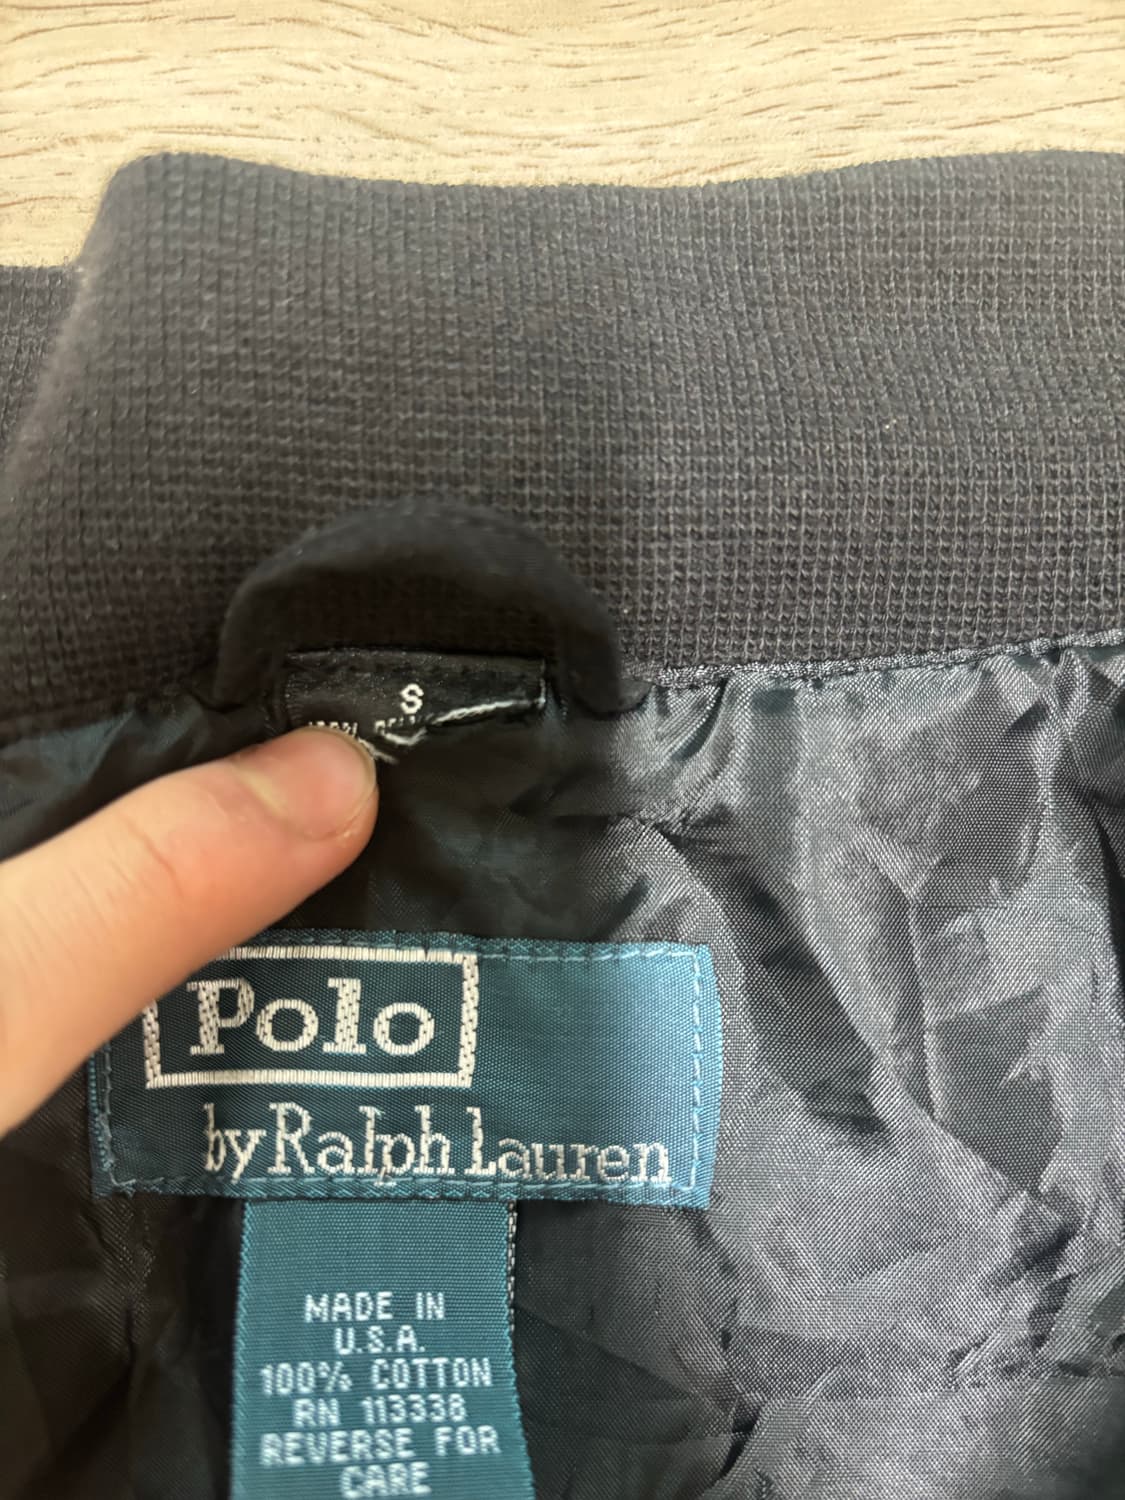 S
Polo
by Ralph Lauren
MADE IN
U.S.A.
100% COTTON
RN 113338
REVERSE FOR
CARE